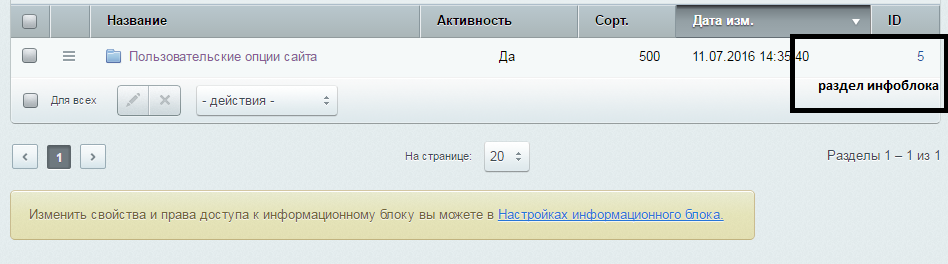 Название Активность Сорт. Дата изм. ID
Пользовательские опции сайта Да 500 11.07.2016 14:35:40 5
раздел инфоблока
Для всех - действия -
1 На странице: 20 Разделы 1 – 1 из 1
Изменить свойства и права доступа к информационному блоку вы можете в Настройках информационного блока.